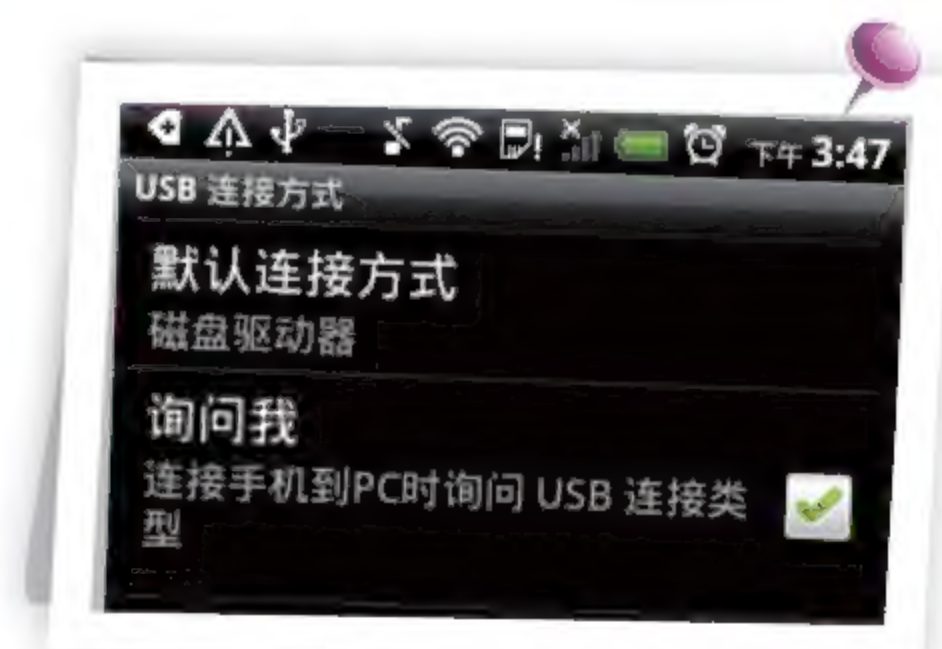 下午 3:47
USB 连接方式
默认连接方式
磁盘驱动器
询问我
连接手机到PC时询问 USB 连接类
型